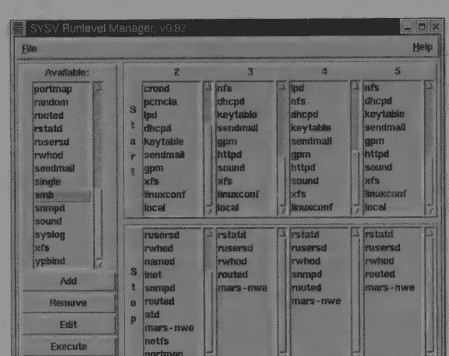 SYSV Runlevel Manager, v0.92
File Help
Available:
portmap
random
routed
rstatd
rusersd
rwhod
sendmail
single
smb
snmpd
sound
syslog
xfs
ypbind
Add
Remove
Edit
Execute
2 3 4 5
Start
crond
pcmcia
lpd
dhcpd
keytable
sendmail
gpm
xfs
linuxconf
local
nfs
dhcpd
keytable
sendmail
gpm
httpd
sound
xfs
linuxconf
local
lpd
nfs
dhcpd
keytable
sendmail
gpm
httpd
sound
xfs
linuxconf
local
nfs
dhcpd
keytable
sendmail
gpm
httpd
sound
xfs
linuxconf
local
Stop
rusersd
rwhod
named
inet
snmpd
routed
atd
mars-nwe
netfs
portmap
rstatd
rusersd
rwhod
routed
mars-nwe
rstatd
rusersd
rwhod
snmpd
routed
mars-nwe
rstatd
rusersd
rwhod
routed
mars-nwe